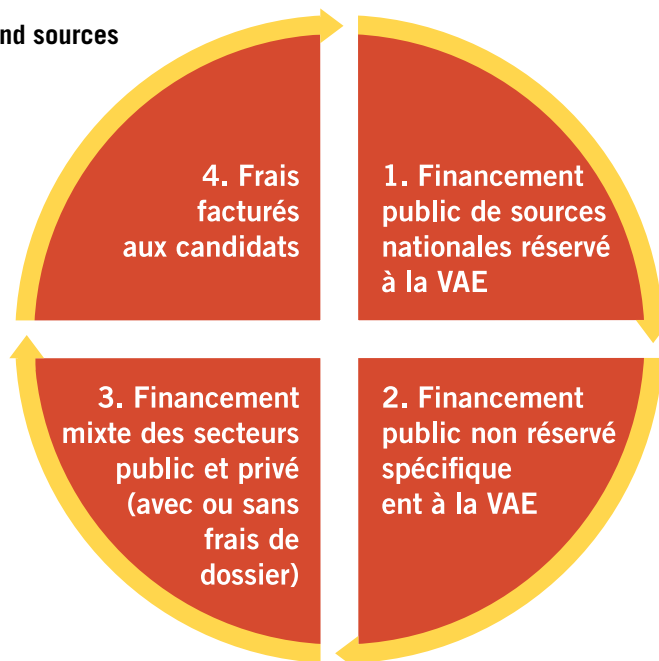 nd sources
4. Frais
facturés
aux candidats
1. Financement
public de sources
nationales réservé
à la VAE
3. Financement
mixte des secteurs
public et privé
(avec ou sans
frais de
dossier)
2. Financement
public non réservé
spécifique
ent à la VAE